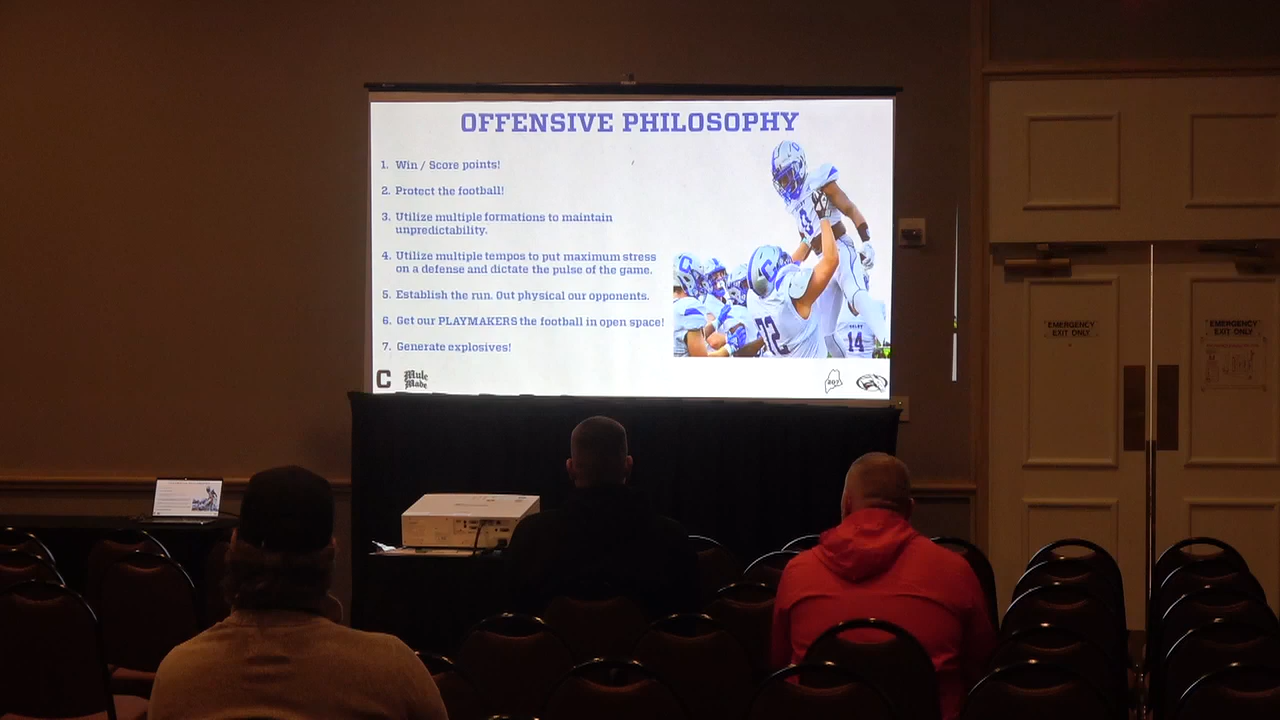 OFFENSIVE PHILOSOPHY
1. Win / Score points!
2. Protect the football!
3. Utilize multiple formations to maintain
unpredictability.
4. Utilize multiple tempos to put maximum stress
on a defense and dictate the pulse of the game.
5. Establish the run. Out physical our opponents.
6. Get our PLAYMAKERS the football in open space!
7. Generate explosives!
C
Mule
Made
207
C
72
14
EMERGENCY
EXIT ONLY
EMERGENCY
EXIT ONLY